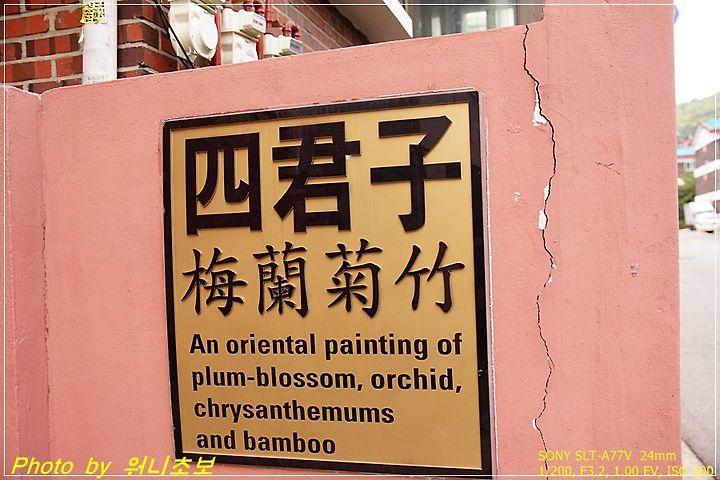 四君子
梅蘭菊竹
An oriental painting of
plum-blossom, orchid,
chrysanthemums
and bamboo
Photo by 워니초보
SONY SLT-A77V 24mm
1/200, F3.2, 1.00 EV, ISO